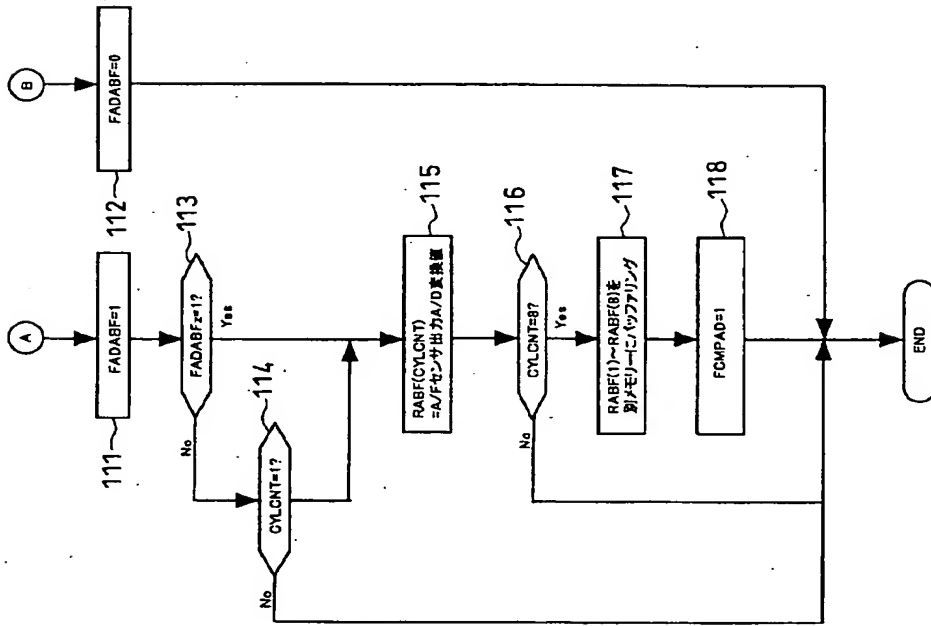 A
B
111
FADABF=1
112
FADABF=0
113
FADABFz=1?
Yes
No
114
CYLCNT=1?
No
115
RABF(CYLCNT)
=A/Fセンサ出力A/D変換値
116
CYLCNT=8?
Yes
No
117
RABF(1)～RABF(8)を
別メモリーにバッファリング
118
FCMPAD=1
END